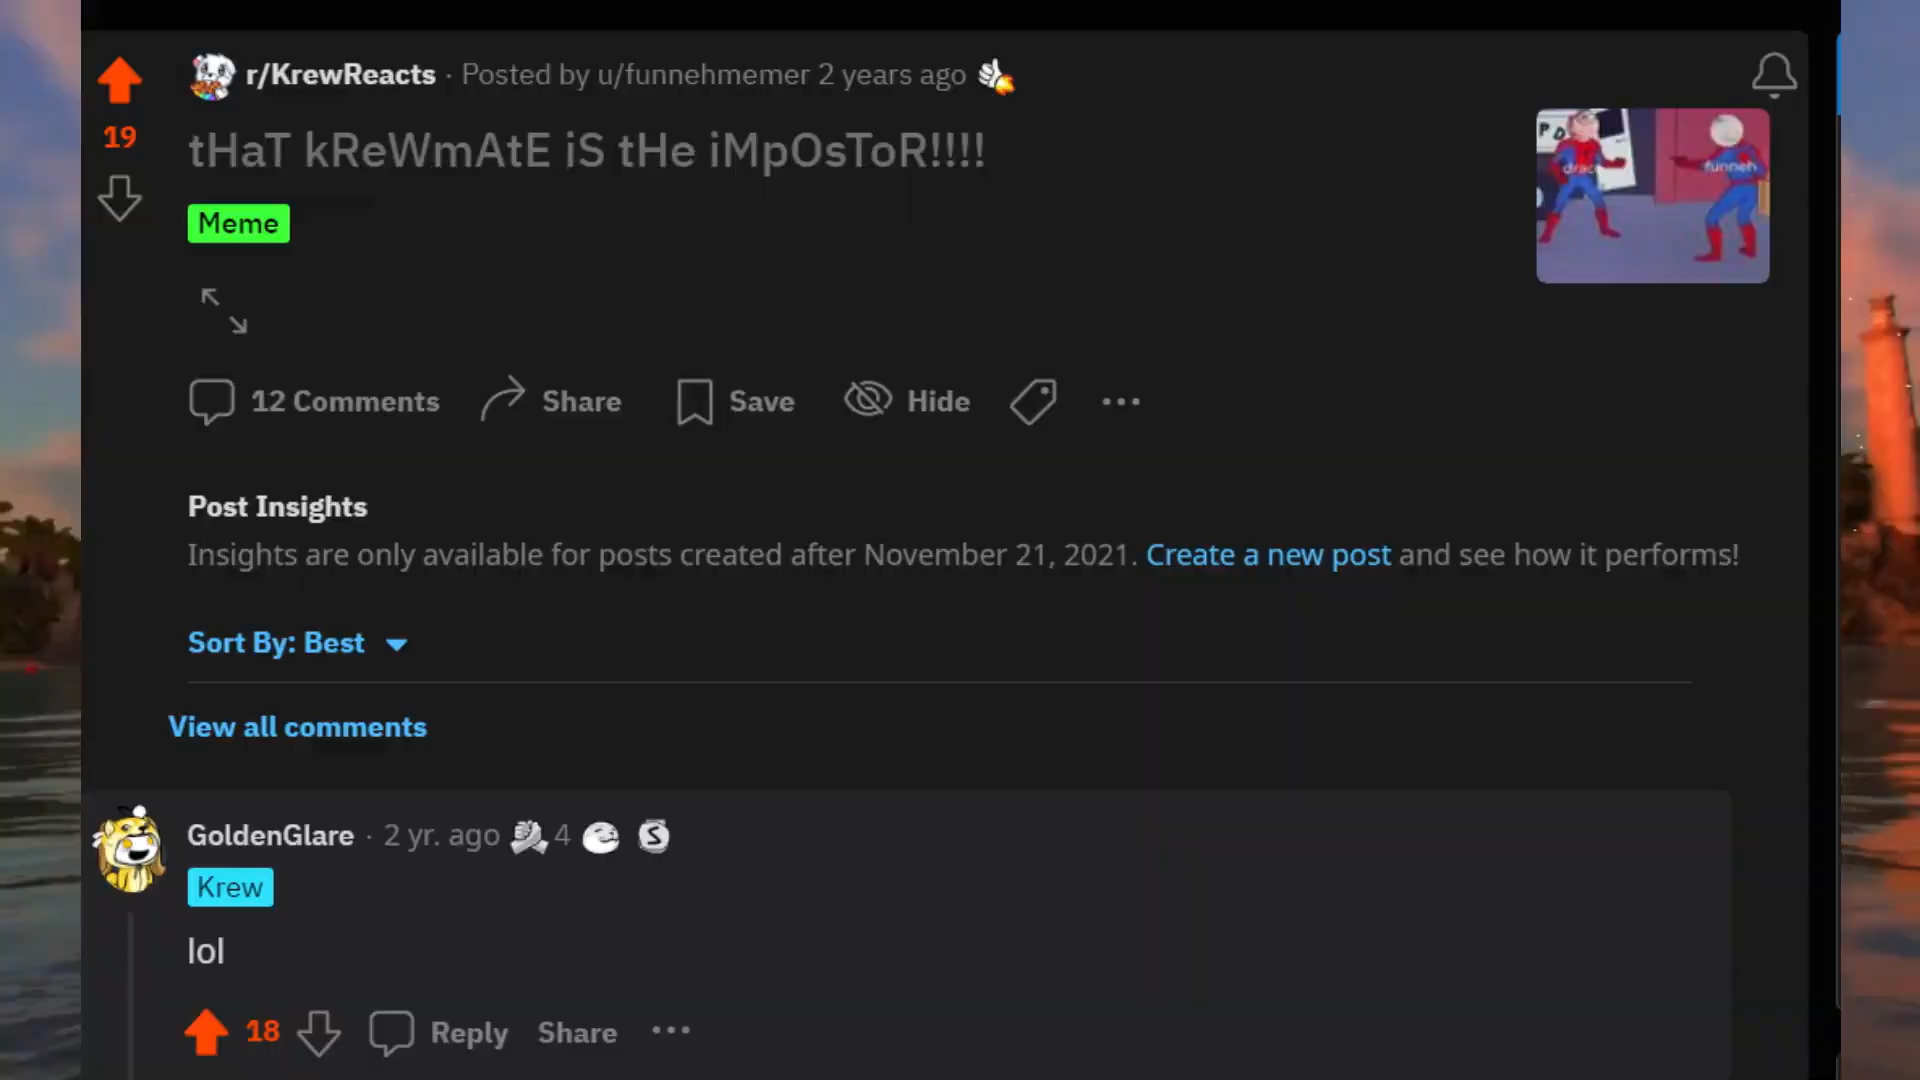 r/KrewReacts · Posted by u/funnehmemer 2 years ago
19
tHaT kReWmAtE iS tHe iMpOsToR!!!!
funneh
Meme
12 Comments Share Save Hide
Post Insights
Insights are only available for posts created after November 21, 2021. Create a new post and see how it performs!
Sort By: Best
View all comments
GoldenGlare · 2 yr. ago 4 S
Krew
lol
18 Reply Share